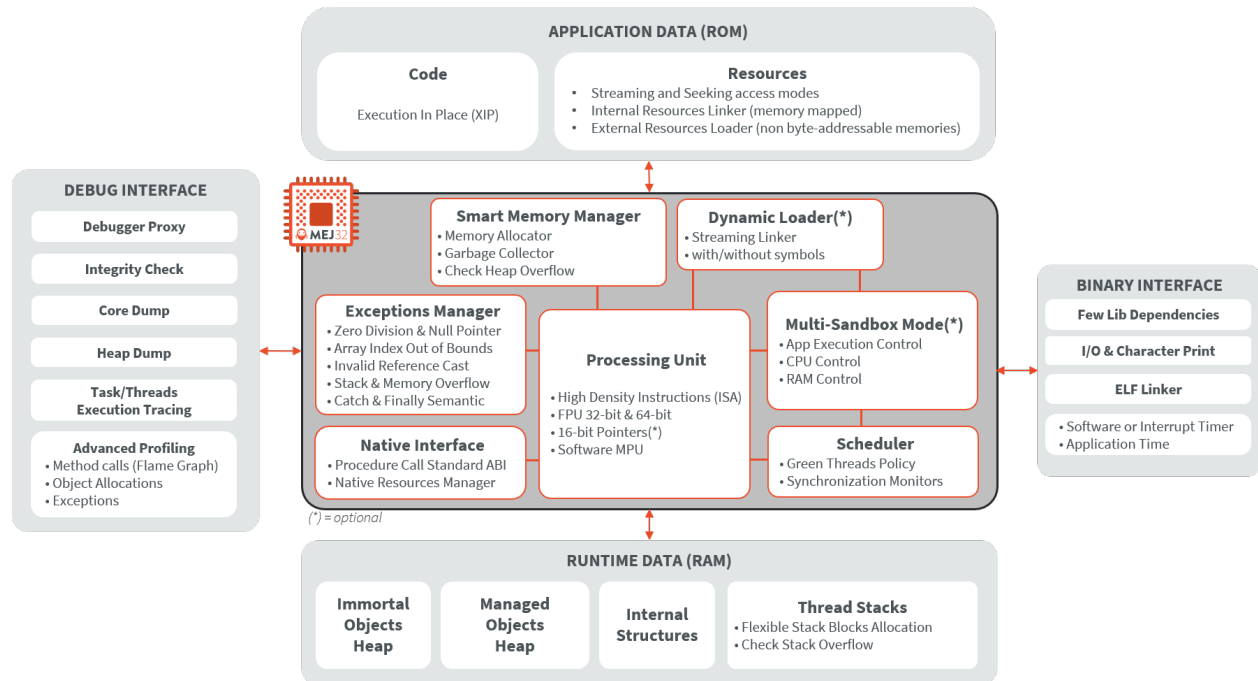 APPLICATION DATA (ROM)
Code
Execution In Place (XIP)
Resources
• Streaming and Seeking access modes
• Internal Resources Linker (memory mapped)
• External Resources Loader (non byte-addressable memories)
DEBUG INTERFACE
Debugger Proxy
Integrity Check
Core Dump
Heap Dump
Task/Threads
Execution Tracing
Advanced Profiling
• Method calls (Flame Graph)
• Object Allocations
• Exceptions
MEJ32
Smart Memory Manager
• Memory Allocator
• Garbage Collector
• Check Heap Overflow
Dynamic Loader(*)
• Streaming Linker
• with/without symbols
Exceptions Manager
• Zero Division & Null Pointer
• Array Index Out of Bounds
• Invalid Reference Cast
• Stack & Memory Overflow
• Catch & Finally Semantic
Processing Unit
• High Density Instructions (ISA)
• FPU 32-bit & 64-bit
• 16-bit Pointers(*)
• Software MPU
Multi-Sandbox Mode(*)
• App Execution Control
• CPU Control
• RAM Control
Native Interface
• Procedure Call Standard ABI
• Native Resources Manager
Scheduler
• Green Threads Policy
• Synchronization Monitors
(*) = optional
BINARY INTERFACE
Few Lib Dependencies
I/O & Character Print
ELF Linker
• Software or Interrupt Timer
• Application Time
RUNTIME DATA (RAM)
Immortal
Objects
Heap
Managed
Objects
Heap
Internal
Structures
Thread Stacks
• Flexible Stack Blocks Allocation
• Check Stack Overflow